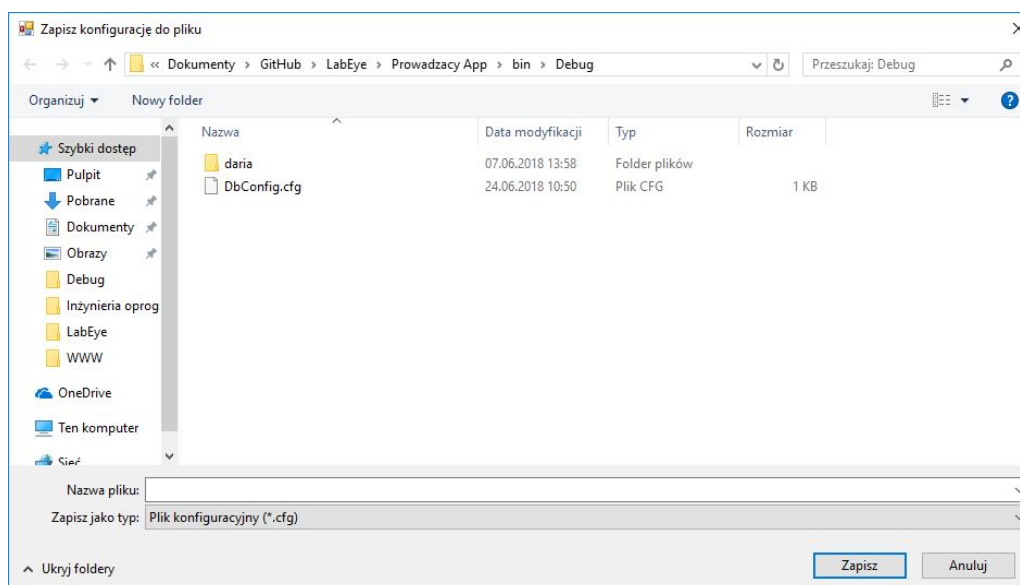 Zapisz konfigurację do pliku
« Dokumenty › GitHub › LabEye › Prowadzacy App › bin › Debug
Przeszukaj: Debug
Organizuj
Nowy folder
Nazwa Data modyfikacji Typ Rozmiar
daria 07.06.2018 13:58 Folder plików
DbConfig.cfg 24.06.2018 10:50 Plik CFG 1 KB
Szybki dostęp
Pulpit
Pobrane
Dokumenty
Obrazy
Debug
Inżynieria oprog
LabEye
WWW
OneDrive
Ten komputer
Sieć
Nazwa pliku:
Zapisz jako typ: Plik konfiguracyjny (*.cfg)
Ukryj foldery
Zapisz
Anuluj